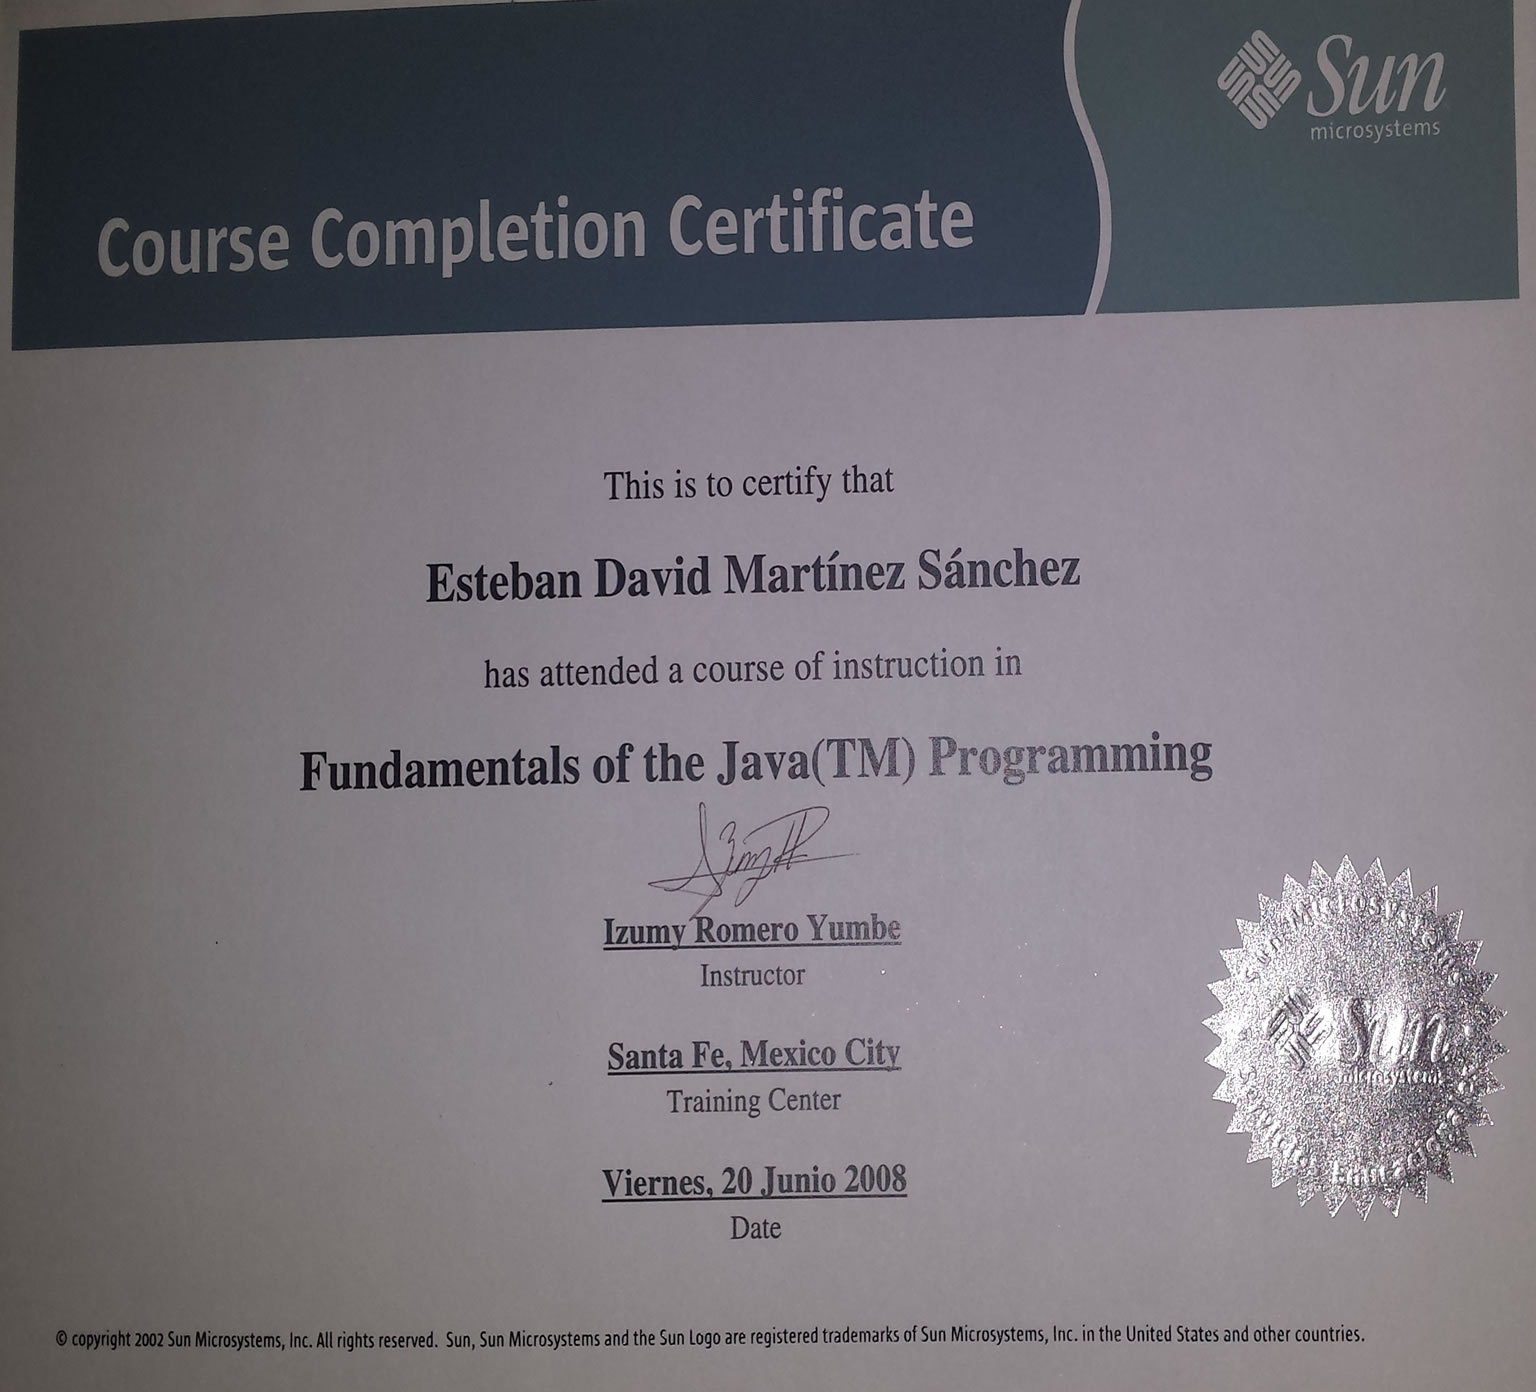 Sun
microsystems
Course Completion Certificate
This is to certify that
Esteban David Martínez Sánchez
has attended a course of instruction in
Fundamentals of the Java(TM) Programming
Izumy Romero Yumbe
Instructor
Santa Fe, Mexico City
Training Center
Viernes, 20 Junio 2008
Date
Sun Microsystems
Sun
microsystems
© copyright 2002 Sun Microsystems, Inc. All rights reserved. Sun, Sun Microsystems and the Sun Logo are registered trademarks of Sun Microsystems, Inc. in the United States and other countries.